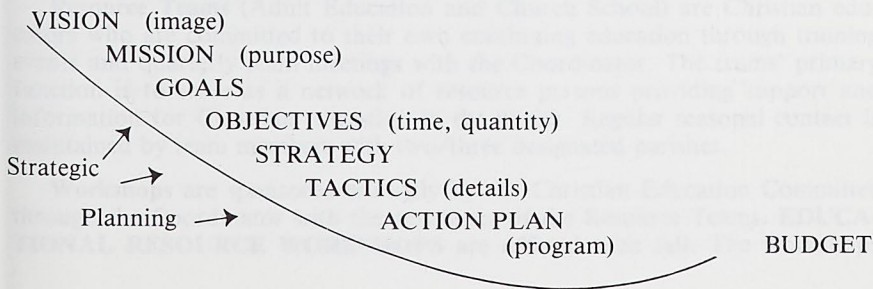 VISION (image)
MISSION (purpose)
GOALS
OBJECTIVES (time, quantity)
STRATEGY
Strategic
TACTICS (details)
Planning
ACTION PLAN
(program)
BUDGET